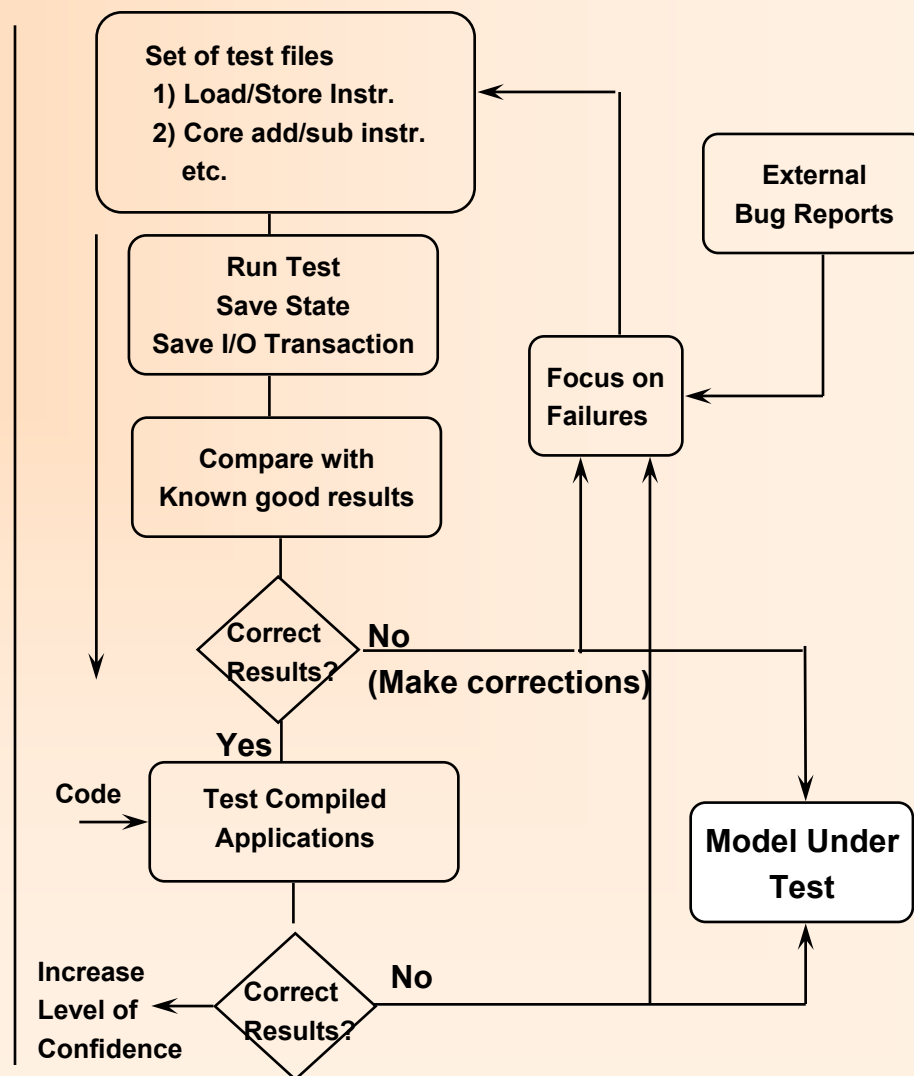 Set of test files
1) Load/Store Instr.
2) Core add/sub instr.
etc.
External
Bug Reports
Run Test
Save State
Save I/O Transaction
Focus on
Failures
Compare with
Known good results
Correct
Results?
No
(Make corrections)
Yes
Code
Test Compiled
Applications
Model Under
Test
Increase
Level of
Confidence
Correct
Results?
No